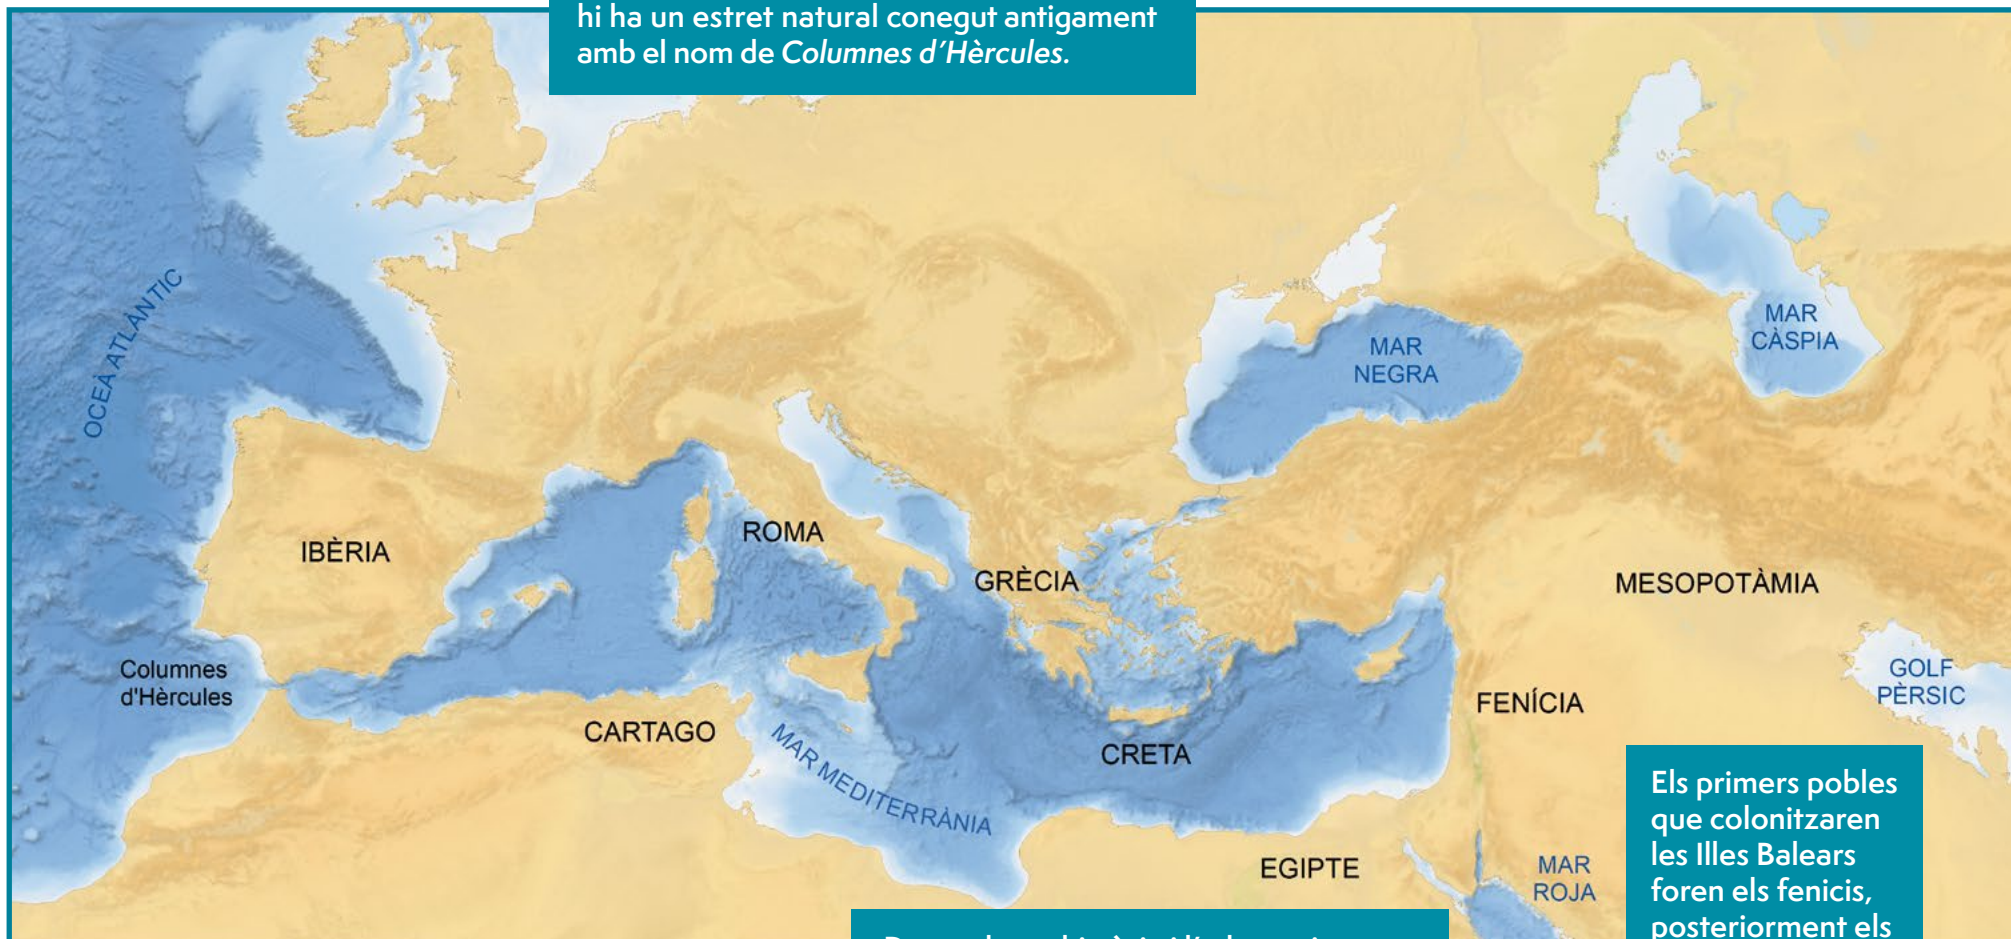 hi ha un estret natural conegut antigament
amb el nom de Columnes d'Hèrcules.
OCEÀ ATLÀNTIC
MAR
NEGRA
MAR
CÀSPIA
IBÈRIA
ROMA
GRÈCIA
MESOPOTÀMIA
Columnes
d'Hèrcules
CARTAGO
MAR MEDITERRÀNIA
CRETA
FENÍCIA
GOLF
PÈRSIC
EGIPTE
MAR
ROJA
Els primers pobles
que colonitzaren
les Illes Balears
foren els fenicis,
posteriorment els